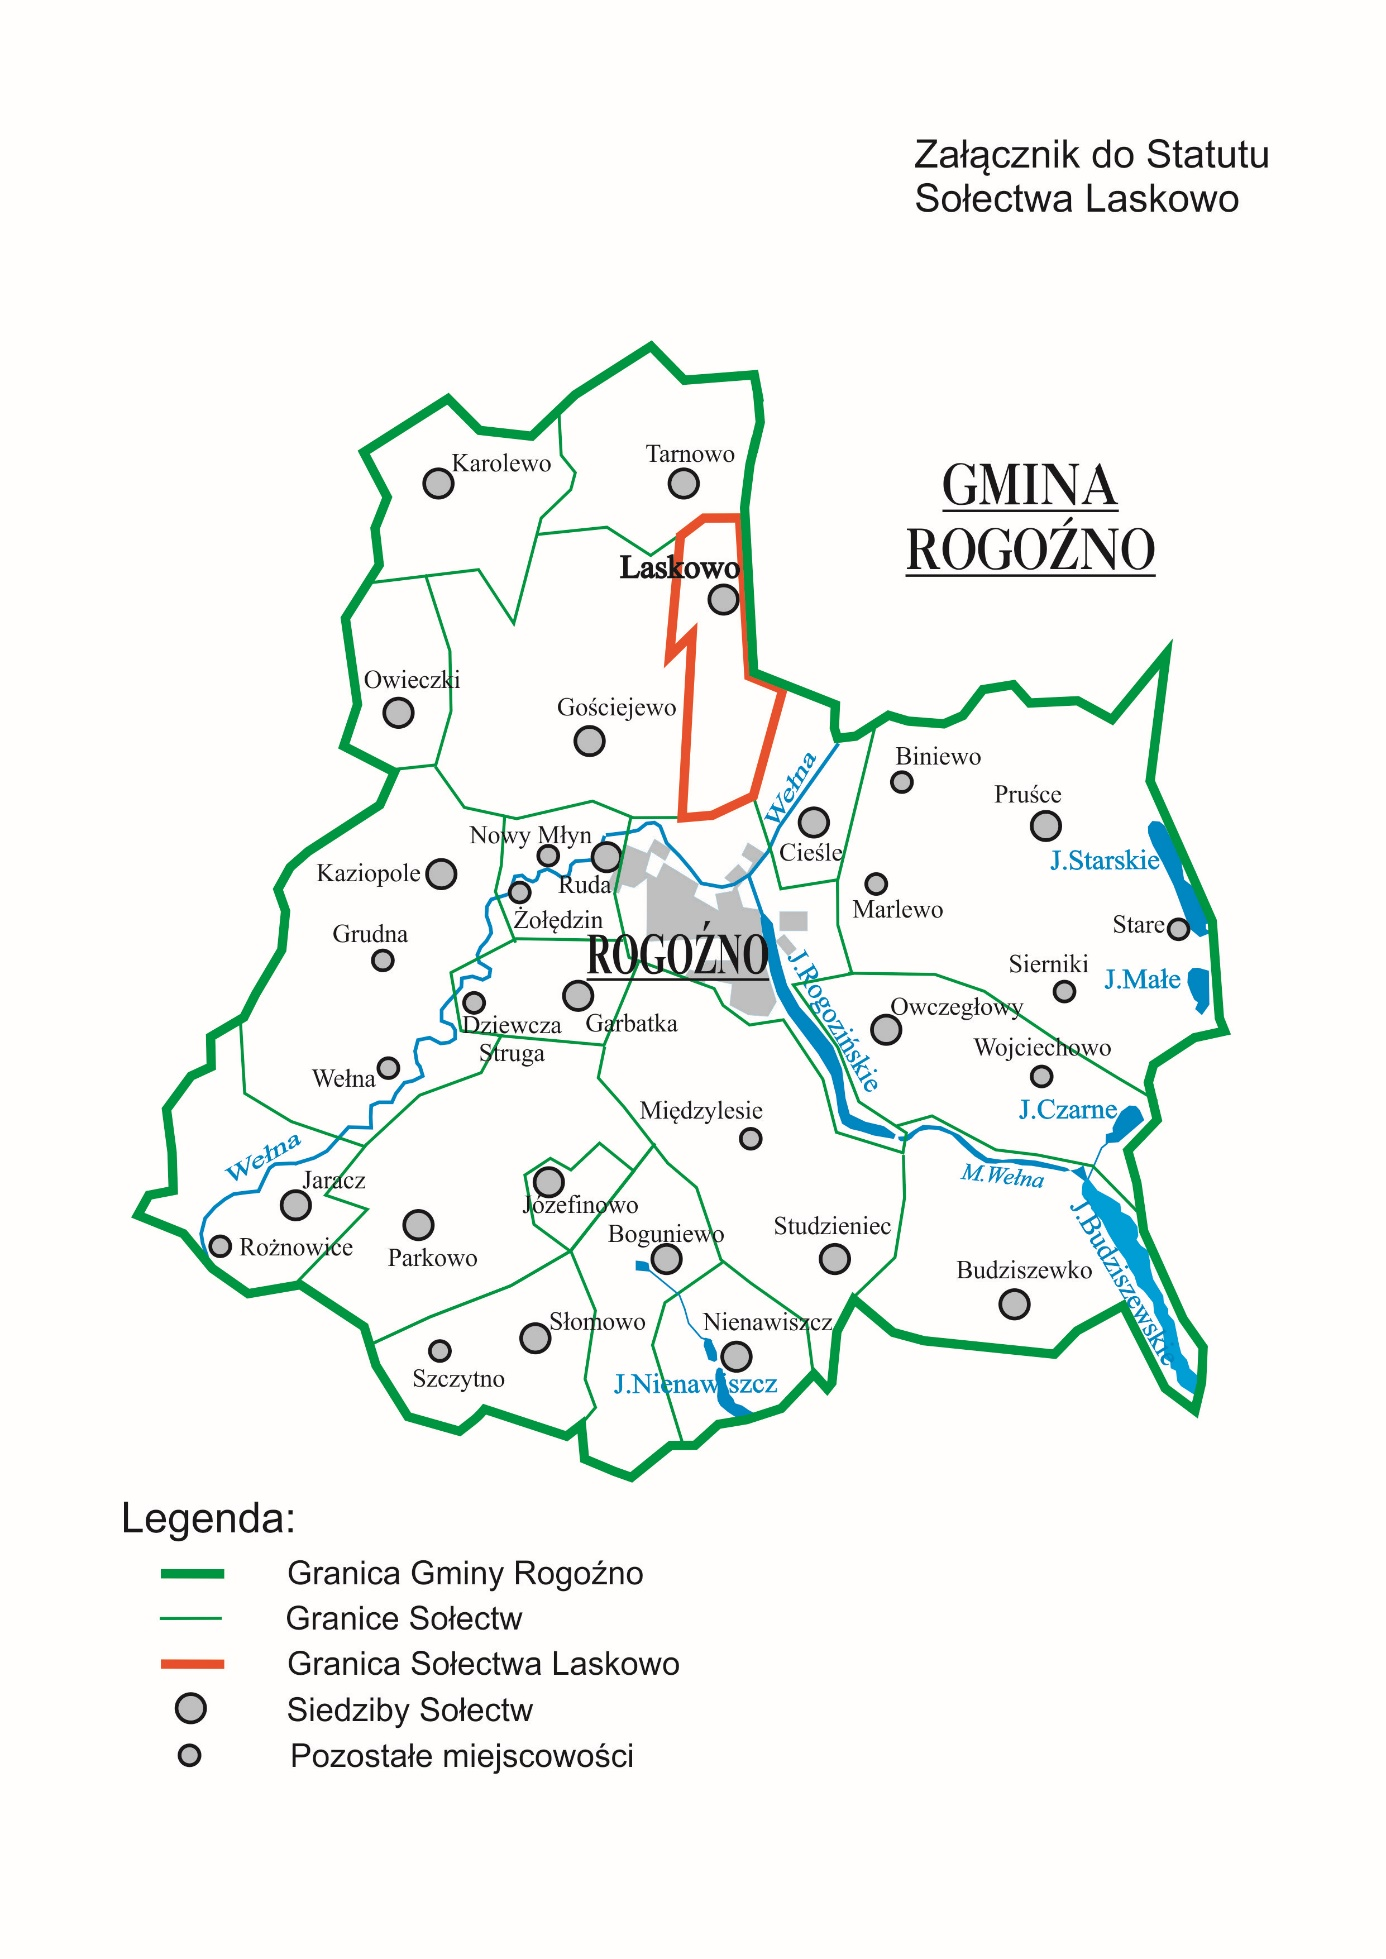 Załącznik do Statutu
Sołectwa Laskowo
GMINA
ROGOŹNO
Karolewo
Tarnowo
Laskowo
Owieczki
Gościejewo
Wełna
Biniewo
Pruśce
Nowy Młyn
Cieśle
J.Starskie
Kaziopole
Ruda
Marlewo
Żołędzin
Stare
Grudna
ROGOŹNO
Sierniki
J.Małe
J.Rogozińskie
Owczegłowy
Dziewcza
Struga
Garbatka
Wojciechowo
Wełna
Międzylesie
J.Czarne
Wełna
Jaracz
M.Wełna
Józefinowo
J.Budziszewskie
Rożnowice
Parkowo
Boguniewo
Studzieniec
Budziszewko
Słomowo
Nienawiszcz
Szczytno
J.Nienawiszcz
Legenda:
Granica Gminy Rogoźno
Granice Sołectw
Granica Sołectwa Laskowo
Siedziby Sołectw
Pozostałe miejscowości